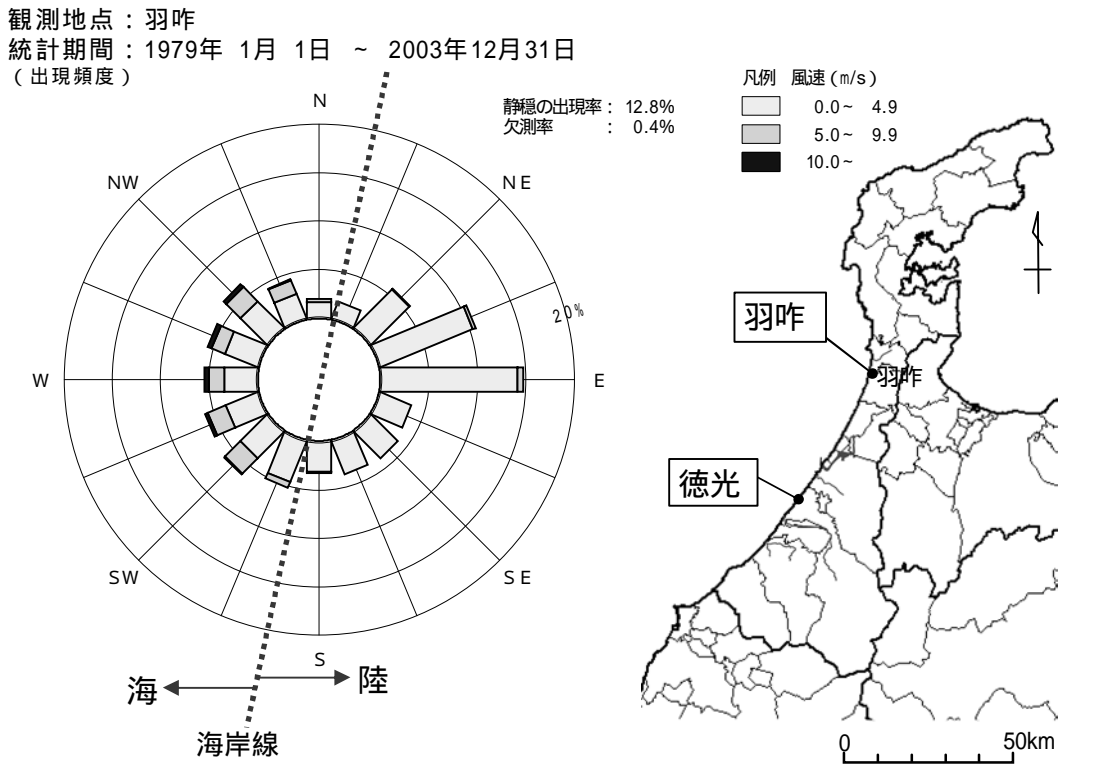 観測地点：羽咋
統計期間：1979年 1月 1日 ~ 2003年12月31日
（出現頻度）
静穏の出現率： 12.8%
欠測率 ： 0.4%
凡例 風速（m/s）
0.0~ 4.9
5.0~ 9.9
10.0~
N
NW
NE
20%
W
E
SW
SE
S
海
陸
海岸線
羽咋
羽咋
徳光
0
50km